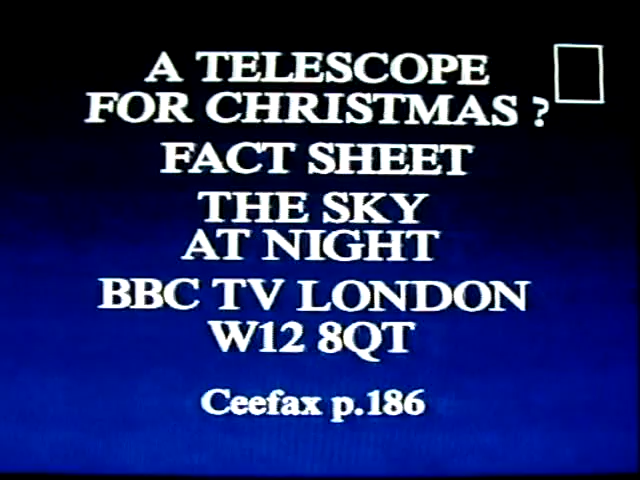 A TELESCOPE
FOR CHRISTMAS ?
FACT SHEET
THE SKY
AT NIGHT
BBC TV LONDON
W12 8QT
Ceefax p.186